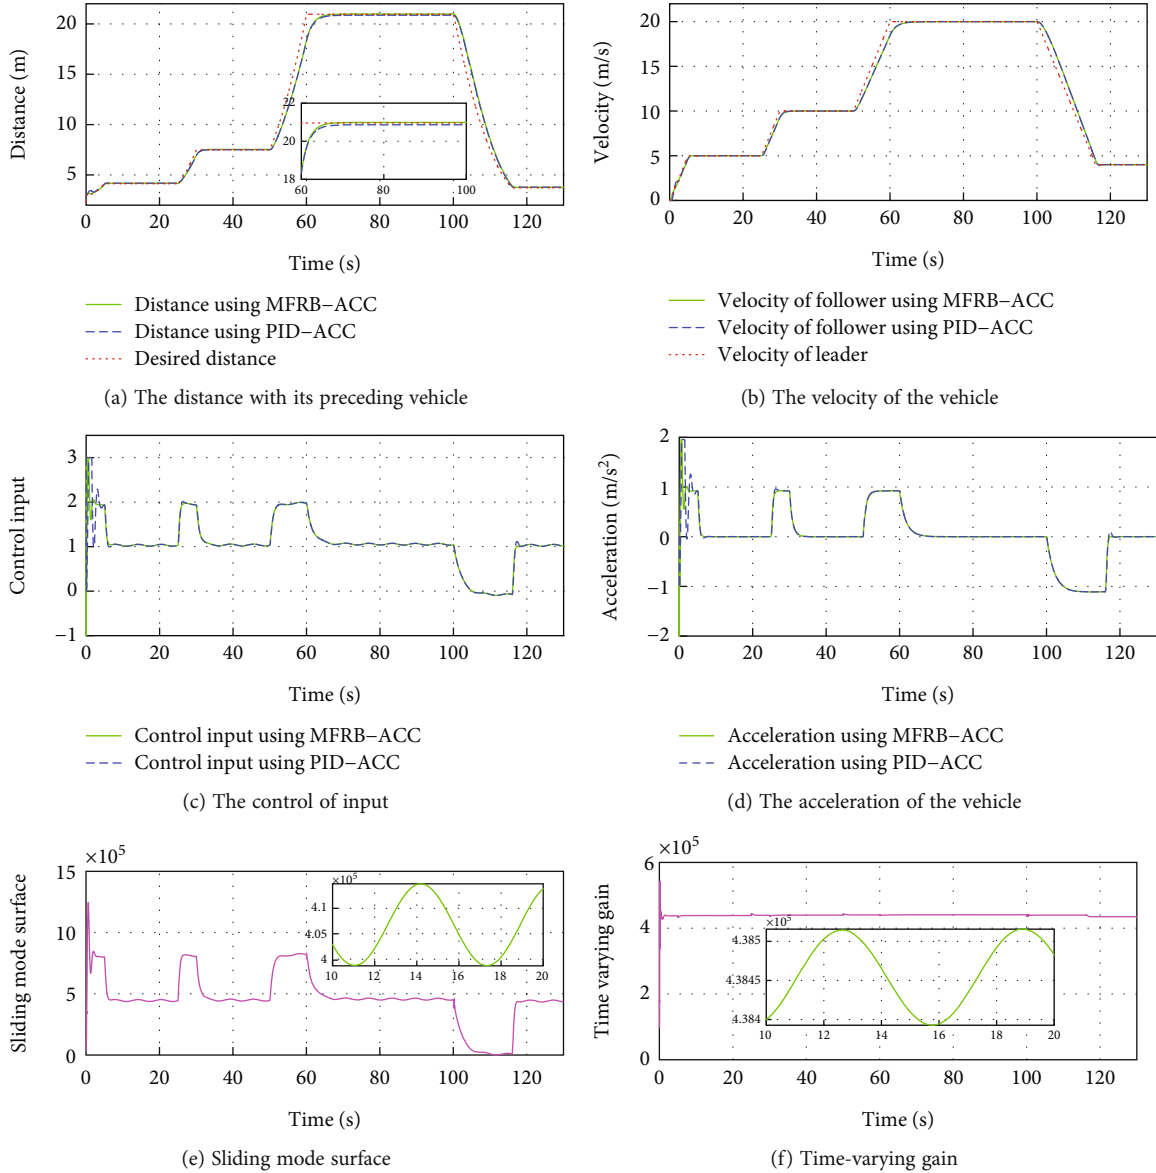 20
15
10
5
Distance (m)
22
20
18
60
80
100
0 20 40 60 80 100 120
Time (s)
Distance using MFRB−ACC
Distance using PID−ACC
Desired distance
(a) The distance with its preceding vehicle
20
15
10
5
0
Velocity (m/s)
0 20 40 60 80 100 120
Time (s)
Velocity of follower using MFRB−ACC
Velocity of follower using PID−ACC
Velocity of leader
(b) The velocity of the vehicle
3
2
1
0
−1
Control input
0 20 40 60 80 100 120
Time (s)
Control input using MFRB−ACC
Control input using PID−ACC
(c) The control of input
2
1
0
−1
−2
Acceleration (m/s²)
0 20 40 60 80 100 120
Time (s)
Acceleration using MFRB−ACC
Acceleration using PID−ACC
(d) The acceleration of the vehicle
×10⁵
15
10
5
0
Sliding mode surface
×10⁵
4.1
4.05
4
10 12 14 16 18 20
0 20 40 60 80 100 120
Time (s)
(e) Sliding mode surface
×10⁵
6
4
2
0
Time varying gain
×10⁵
4.385
4.3845
4.384
10 12 14 16 18 20
0 20 40 60 80 100 120
Time (s)
(f) Time-varying gain